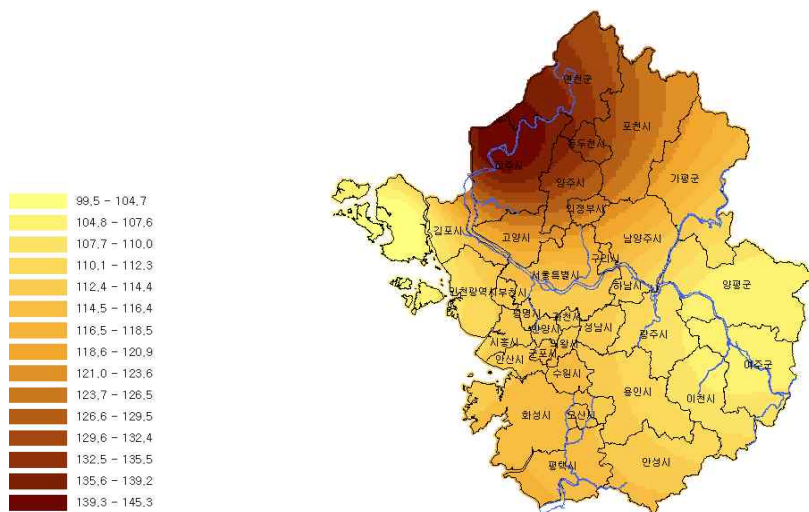 99,5 - 104,7
104,8 - 107,6
107,7 - 110,0
110,1 - 112,3
112,4 - 114,4
114,5 - 116,4
116,5 - 118,5
118,6 - 120,9
121,0 - 123,6
123,7 - 126,5
126,6 - 129,5
129,6 - 132,4
132,5 - 135,5
135,6 - 139,2
139,3 - 145,3
연천군
포천시
동두천시
파주시
양주시
가평군
의정부시
김포시
고양시
남양주시
구리시
서울특별시
인천광역시
부천시
하남시
양평군
광명시
과천시
안양시
성남시
광주시
시흥시
군포시
의왕시
안산시
수원시
용인시
이천시
여주군
화성시
오산시
평택시
안성시